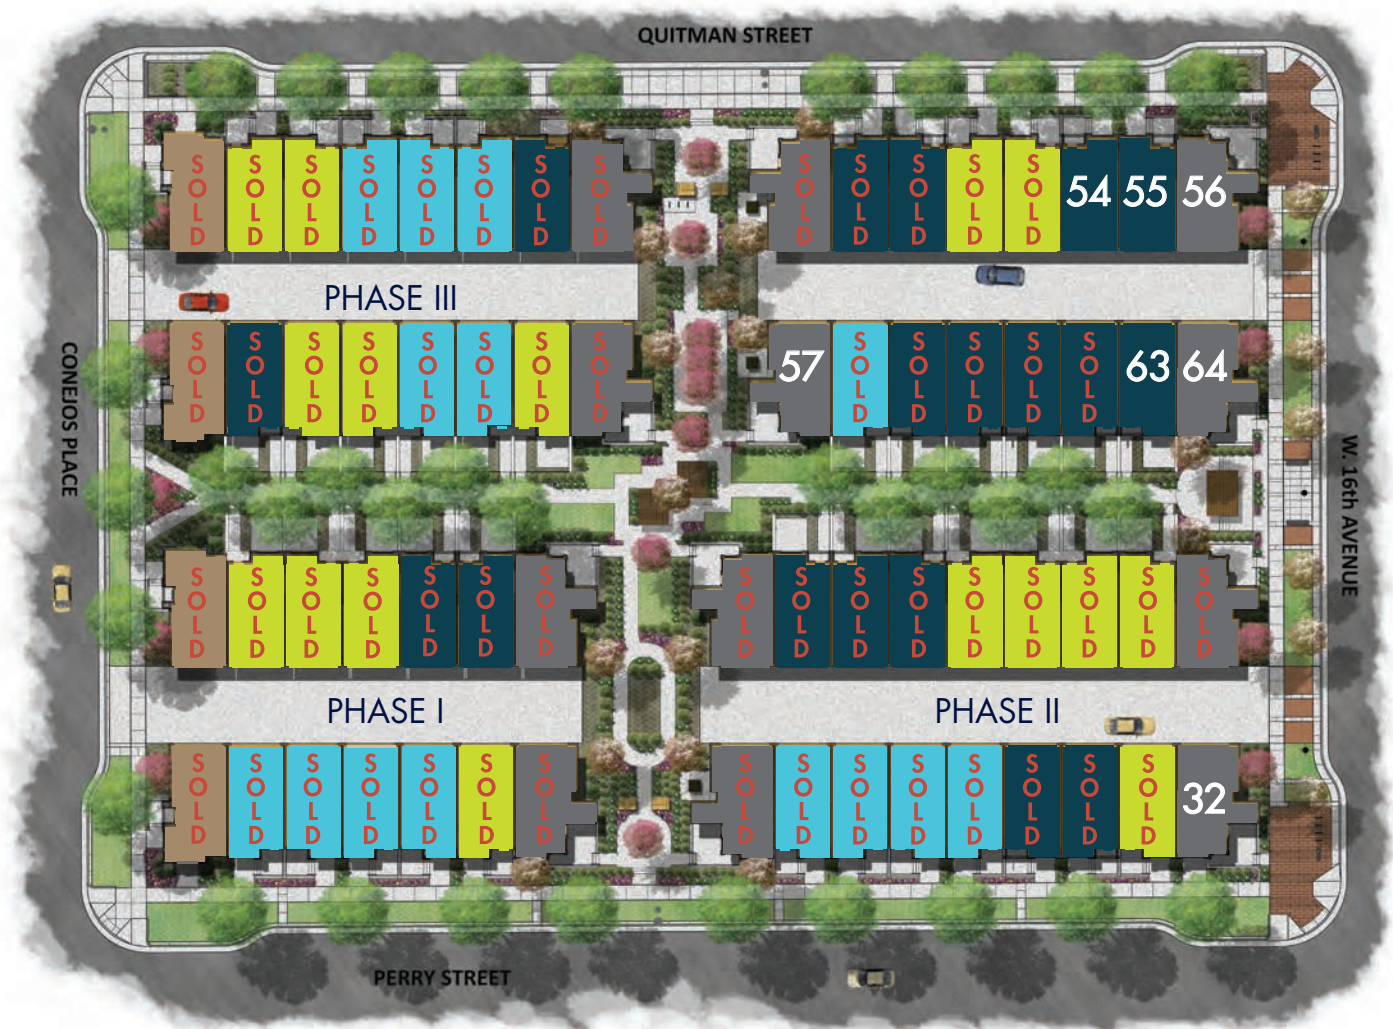 QUITMAN STREET
SOLD SOLD SOLD SOLD SOLD SOLD SOLD SOLD SOLD SOLD SOLD SOLD SOLD 54 55 56
PHASE III
SOLD SOLD SOLD SOLD SOLD SOLD SOLD SOLD 57 SOLD SOLD SOLD SOLD SOLD 63 64
CONEJOS PLACE
W. 16th AVENUE
SOLD SOLD SOLD SOLD SOLD SOLD SOLD SOLD SOLD SOLD SOLD SOLD SOLD SOLD SOLD SOLD
PHASE I
PHASE II
SOLD SOLD SOLD SOLD SOLD SOLD SOLD SOLD SOLD SOLD SOLD SOLD SOLD SOLD SOLD 32
PERRY STREET